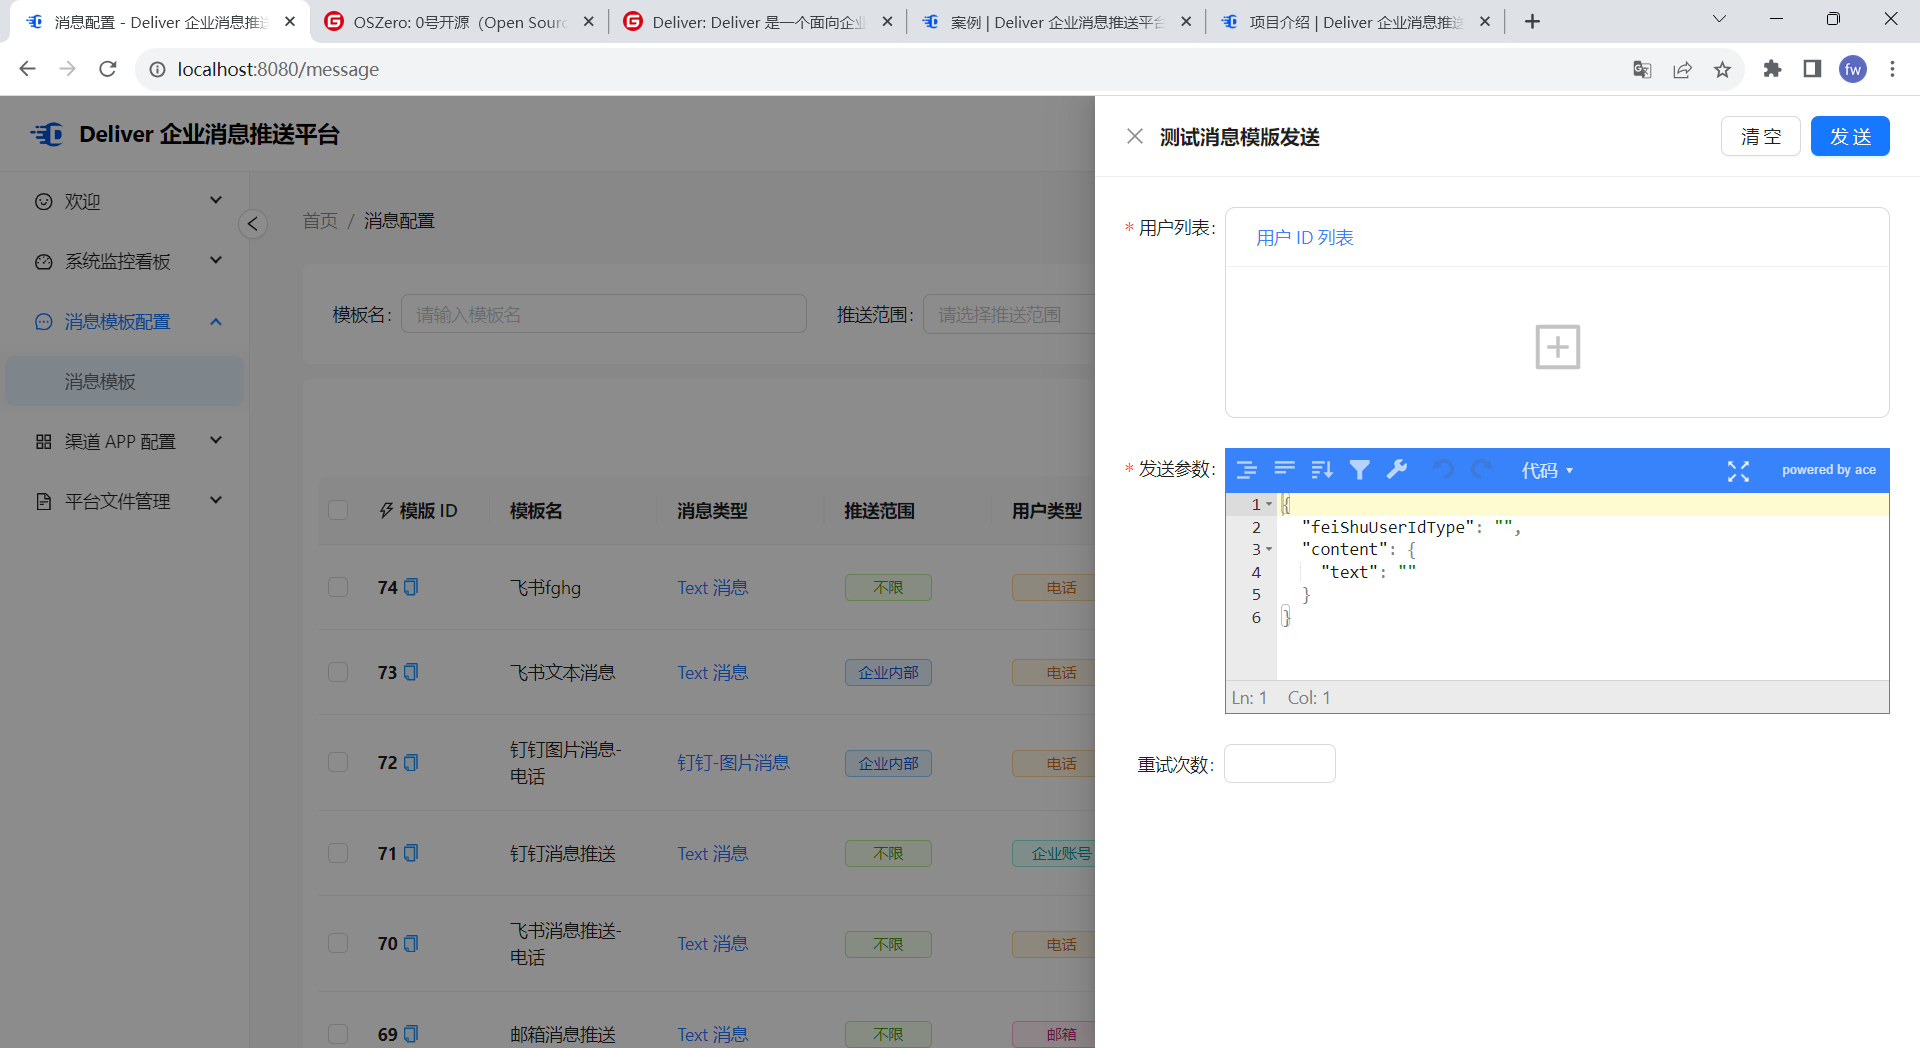 消息配置 - Deliver 企业消息推送
OSZero: 0号开源（Open Sourc
Deliver: Deliver 是一个面向企业
案例 | Deliver 企业消息推送平台
项目介绍 | Deliver 企业消息推送
localhost:8080/message
fw
Deliver 企业消息推送平台
欢迎
系统监控看板
消息模板配置
消息模板
渠道 APP 配置
平台文件管理
首页 / 消息配置
模板名: 请输入模板名 推送范围: 请选择推送范围
模版 ID 模板名 消息类型 推送范围 用户类型
74 飞书fghg Text 消息 不限 电话
73 飞书文本消息 Text 消息 企业内部 电话
72 钉钉图片消息-电话 钉钉-图片消息 企业内部 电话
71 钉钉消息推送 Text 消息 不限 企业账号
70 飞书消息推送-电话 Text 消息 不限 电话
69 邮箱消息推送 Text 消息 不限 邮箱
测试消息模版发送
清 空
发 送
* 用户列表:
用户 ID 列表
* 发送参数:
代码
powered by ace
1 {
2 "feiShuUserIdType": "",
3 "content": {
4 "text": ""
5 }
6 }
Ln: 1 Col: 1
重试次数: